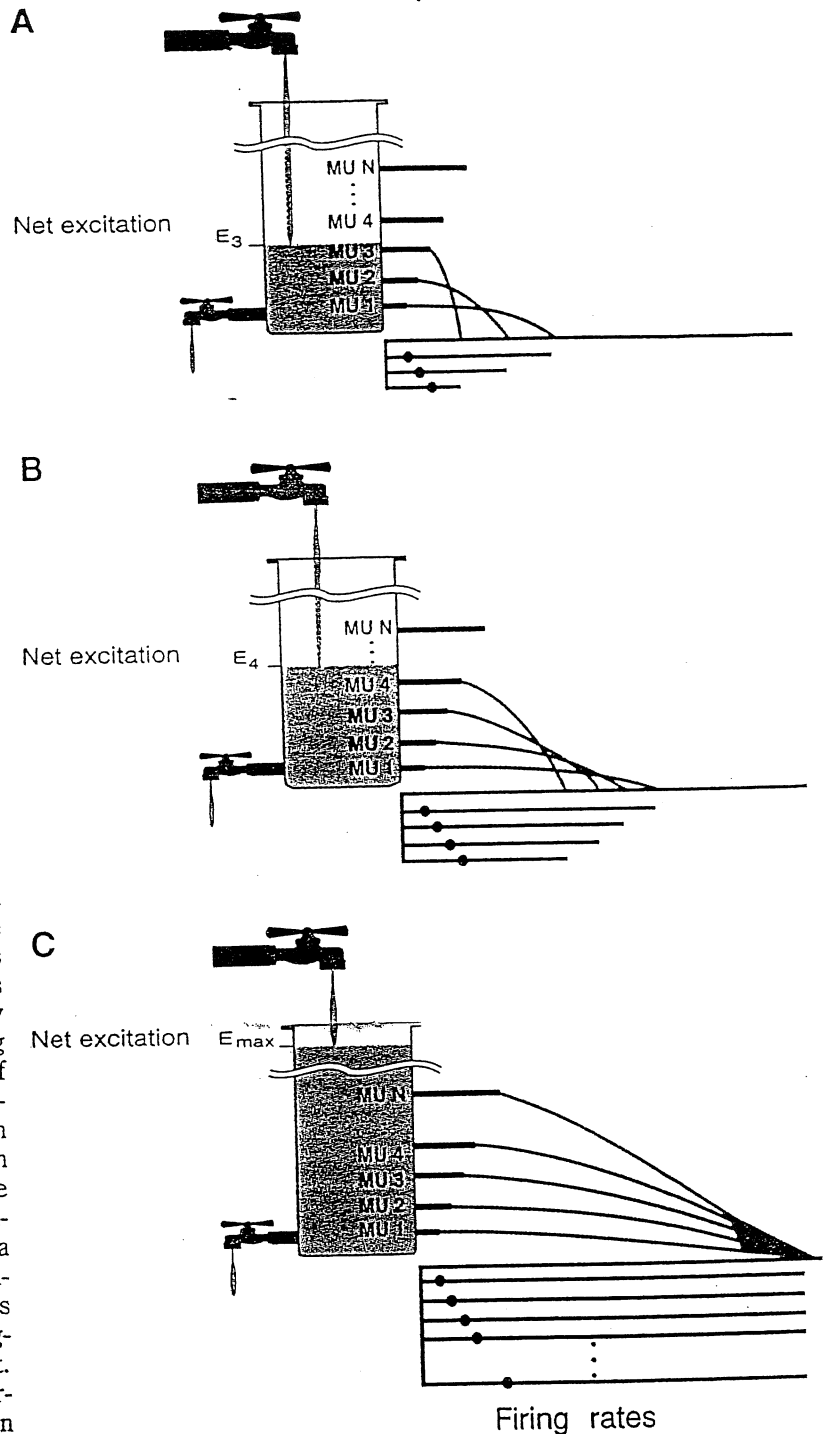 A
MU N
MU 4
Net excitation
E3
MU 3
MU 2
MU 1
B
MU N
Net excitation
E4
MU 4
MU 3
MU 2
MU 1
C
Net excitation
Emax
MU N
MU 4
MU 3
MU 2
MU 1
Firing rates